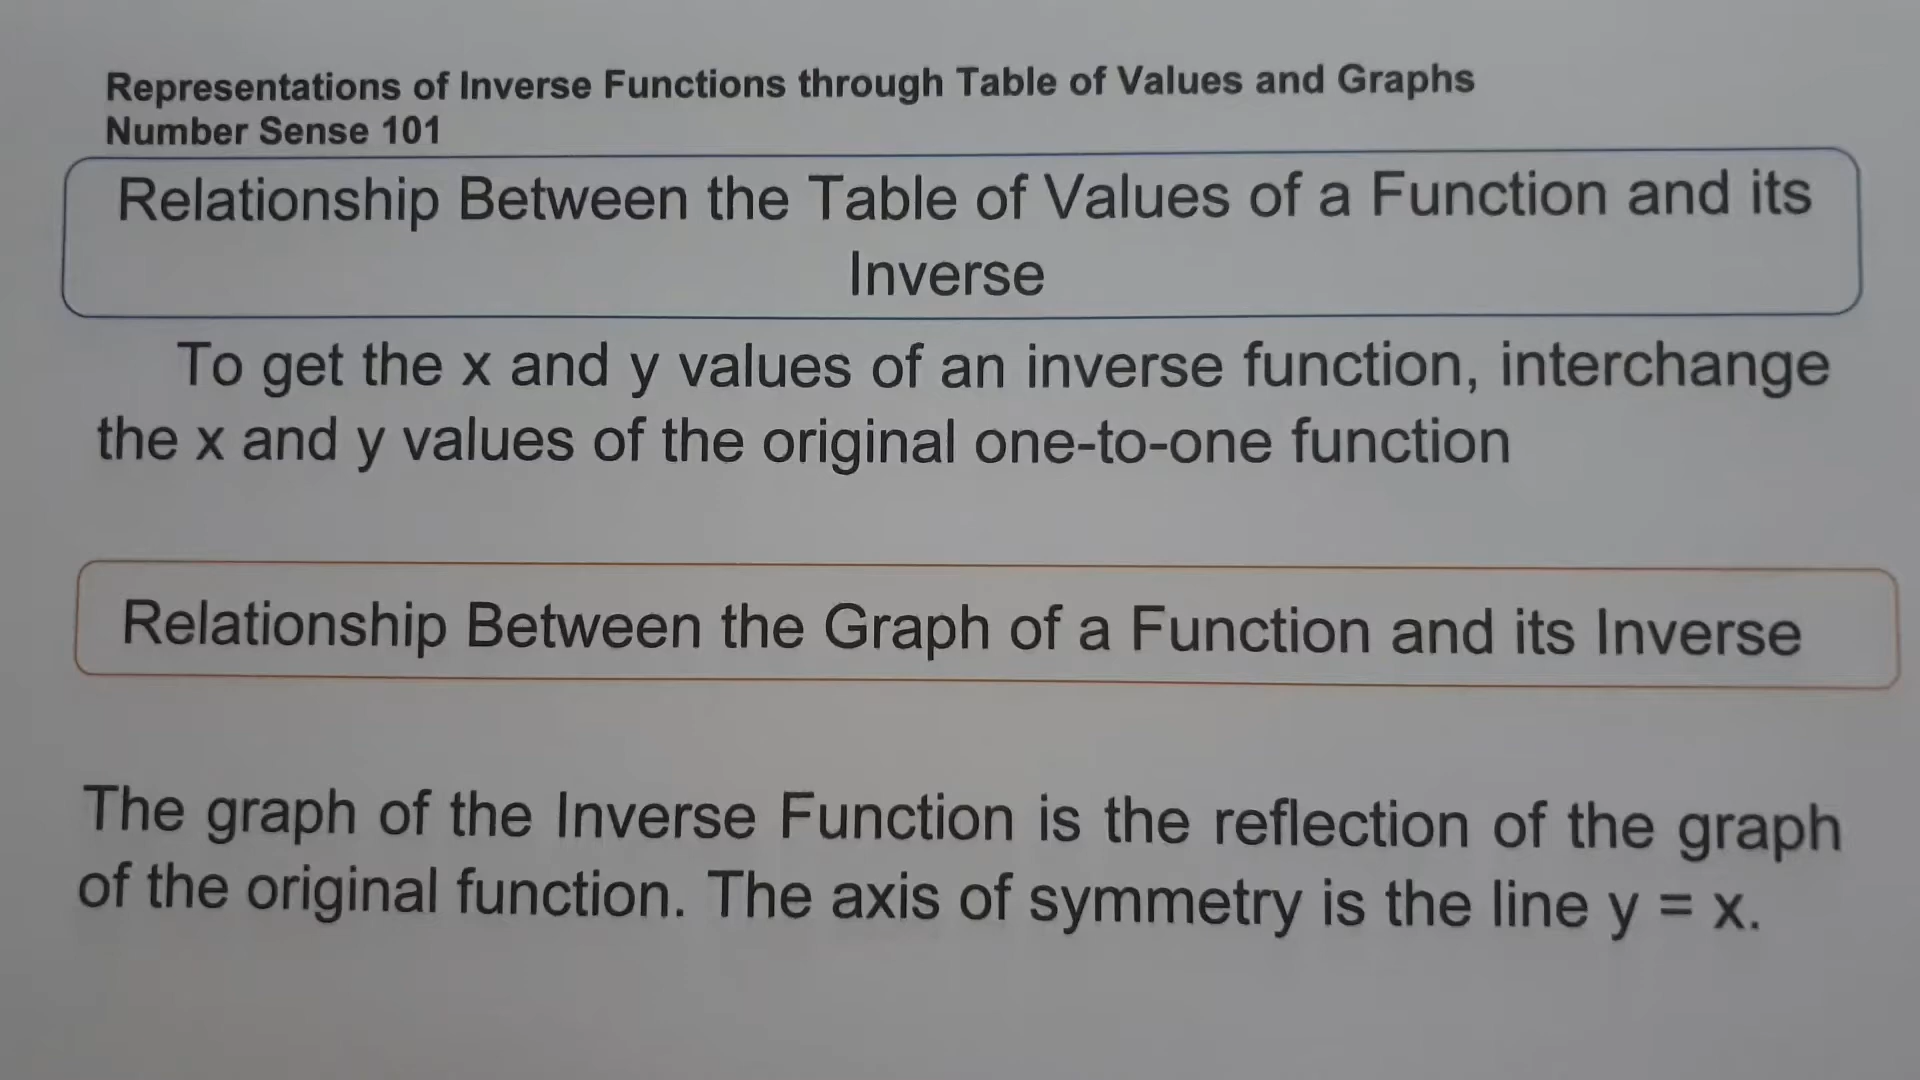 Representations of Inverse Functions through Table of Values and Graphs
Number Sense 101
Relationship Between the Table of Values of a Function and its
Inverse
To get the x and y values of an inverse function, interchange
the x and y values of the original one-to-one function
Relationship Between the Graph of a Function and its Inverse
The graph of the Inverse Function is the reflection of the graph
of the original function. The axis of symmetry is the line y = x.